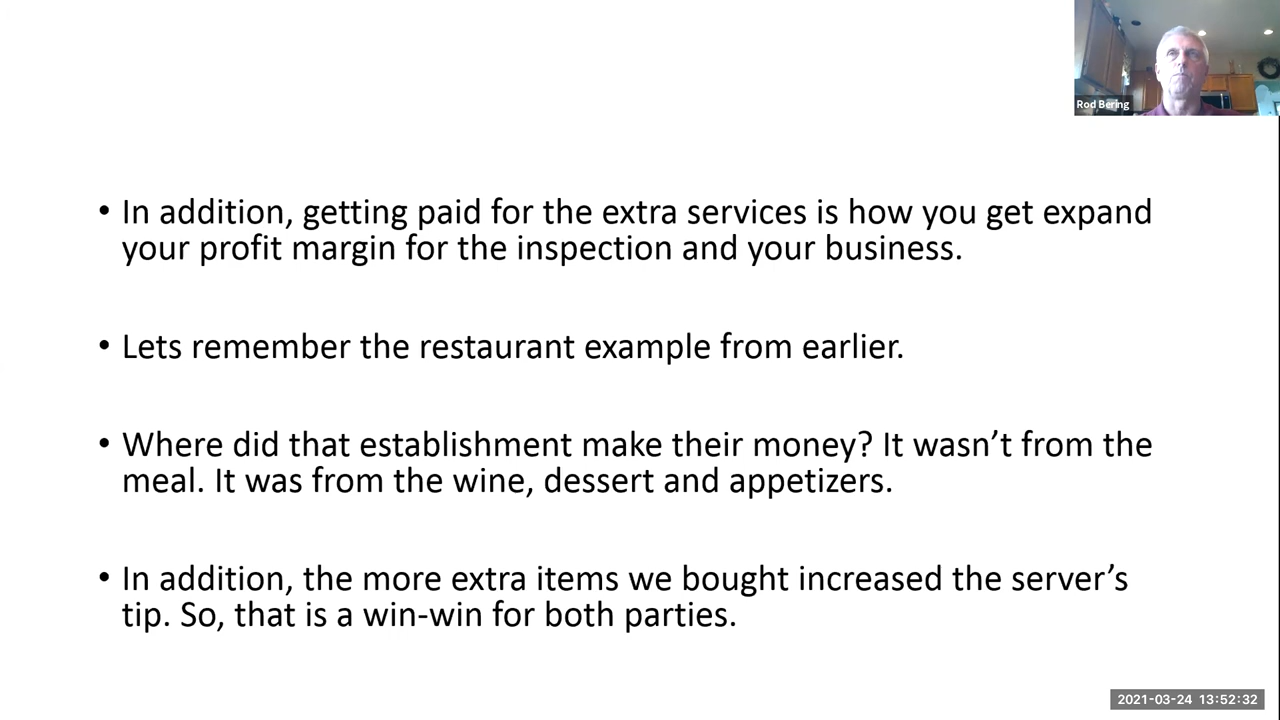 Rod Bering
• In addition, getting paid for the extra services is how you get expand
your profit margin for the inspection and your business.
• Lets remember the restaurant example from earlier.
• Where did that establishment make their money? It wasn’t from the
meal. It was from the wine, dessert and appetizers.
• In addition, the more extra items we bought increased the server’s
tip. So, that is a win-win for both parties.
2021-03-24 13:52:32